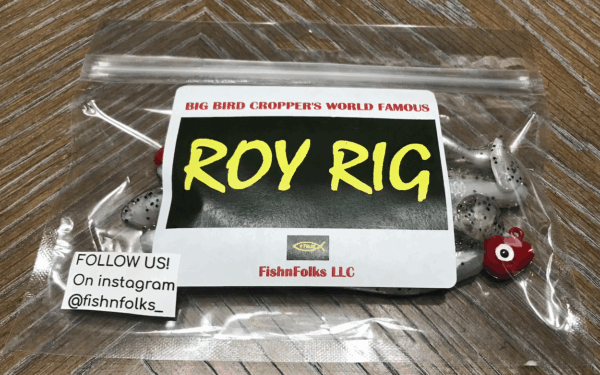 BIG BIRD CROPPER'S WORLD FAMOUS
ROY RIG
FishnFolks LLC
FOLLOW US!
On instagram
@fishnfolks_